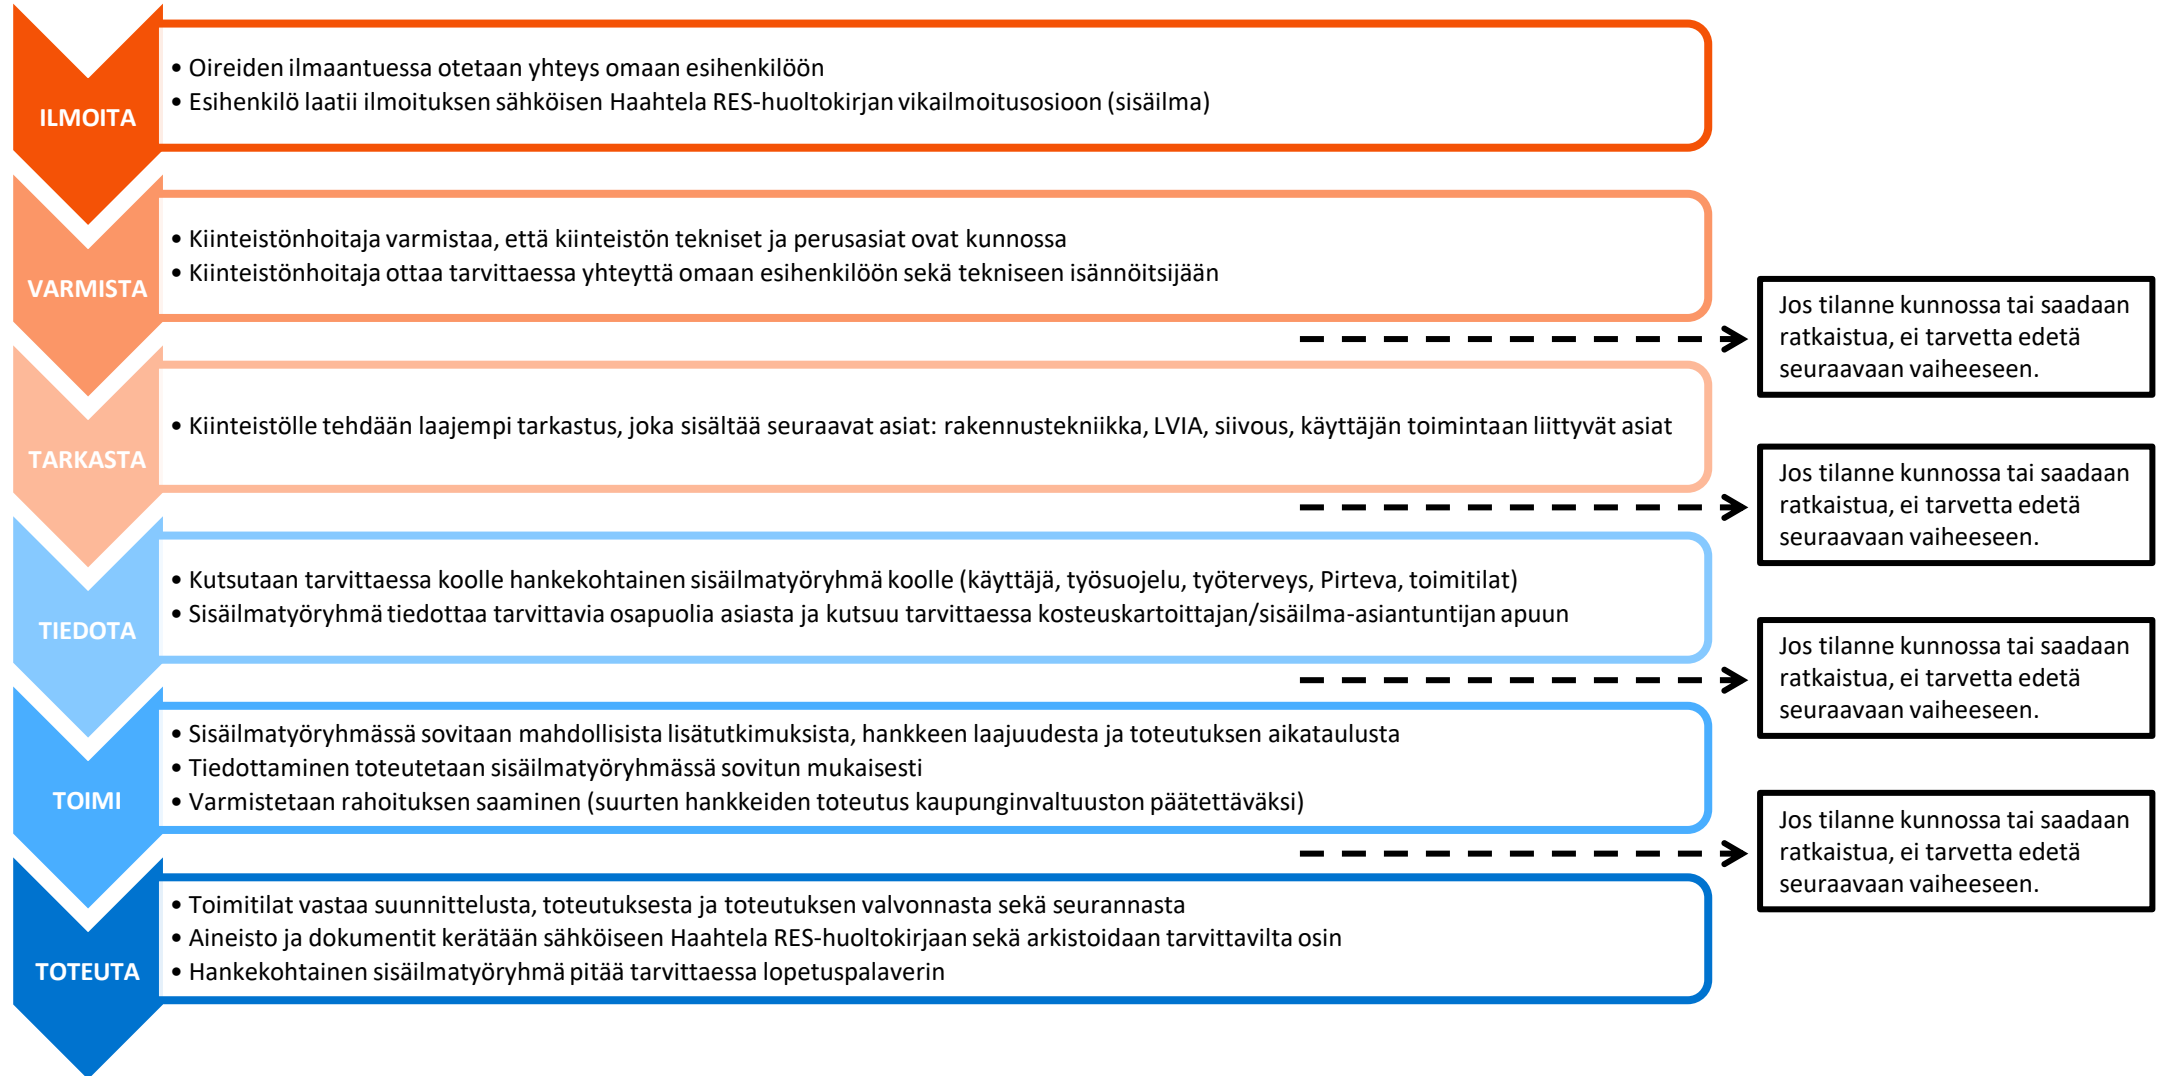 ILMOITA
• Oireiden ilmaantuessa otetaan yhteys omaan esihenkilöön
• Esihenkilö laatii ilmoituksen sähköisen Haahtela RES-huoltokirjan vikailmoitusosioon (sisäilma)
VARMISTA
• Kiinteistönhoitaja varmistaa, että kiinteistön tekniset ja perusasiat ovat kunnossa
• Kiinteistönhoitaja ottaa tarvittaessa yhteyttä omaan esihenkilöön sekä tekniseen isännöitsijään
Jos tilanne kunnossa tai saadaan
ratkaistua, ei tarvetta edetä
seuraavaan vaiheeseen.
TARKASTA
• Kiinteistölle tehdään laajempi tarkastus, joka sisältää seuraavat asiat: rakennustekniikka, LVIA, siivous, käyttäjän toimintaan liittyvät asiat
Jos tilanne kunnossa tai saadaan
ratkaistua, ei tarvetta edetä
seuraavaan vaiheeseen.
TIEDOTA
• Kutsutaan tarvittaessa koolle hankekohtainen sisäilmatyöryhmä koolle (käyttäjä, työsuojelu, työterveys, Pirteva, toimitilat)
• Sisäilmatyöryhmä tiedottaa tarvittavia osapuolia asiasta ja kutsuu tarvittaessa kosteuskartoittajan/sisäilma-asiantuntijan apuun
Jos tilanne kunnossa tai saadaan
ratkaistua, ei tarvetta edetä
seuraavaan vaiheeseen.
TOIMI
• Sisäilmatyöryhmässä sovitaan mahdollisista lisätutkimuksista, hankkeen laajuudesta ja toteutuksen aikataulusta
• Tiedottaminen toteutetaan sisäilmatyöryhmässä sovitun mukaisesti
• Varmistetaan rahoituksen saaminen (suurten hankkeiden toteutus kaupunginvaltuuston päätettäväksi)
Jos tilanne kunnossa tai saadaan
ratkaistua, ei tarvetta edetä
seuraavaan vaiheeseen.
TOTEUTA
• Toimitilat vastaa suunnittelusta, toteutuksesta ja toteutuksen valvonnasta sekä seurannasta
• Aineisto ja dokumentit kerätään sähköiseen Haahtela RES-huoltokirjaan sekä arkistoidaan tarvittavilta osin
• Hankekohtainen sisäilmatyöryhmä pitää tarvittaessa lopetuspalaverin